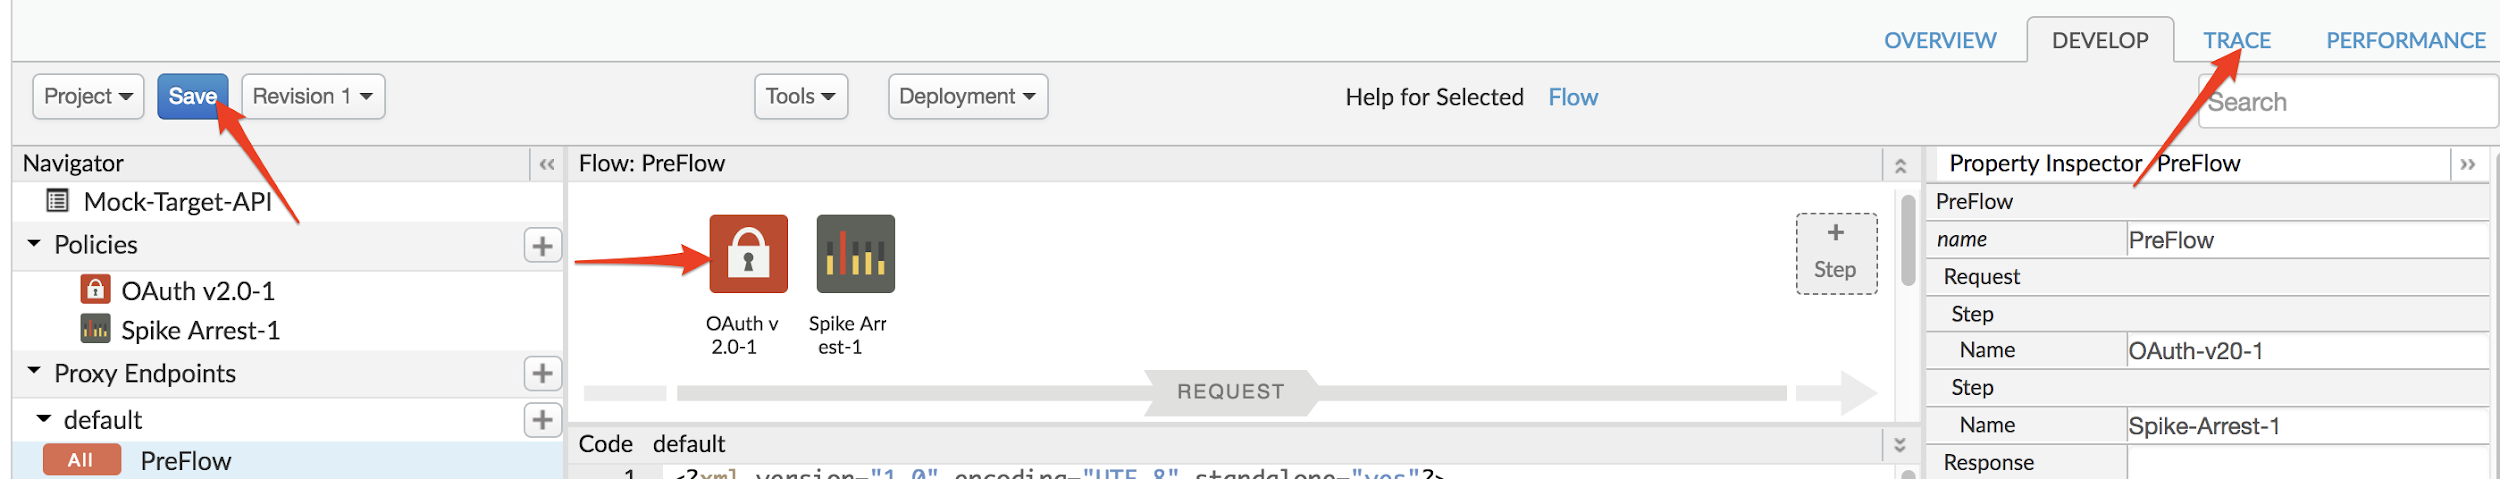 OVERVIEW DEVELOP TRACE PERFORMANCE
Project Save Revision 1 Tools Deployment Help for Selected Flow Search
Navigator
Mock-Target-API
Policies
OAuth v2.0-1
Spike Arrest-1
Proxy Endpoints
default
All PreFlow
Flow: PreFlow
+
Step
OAuth v
2.0-1
Spike Arr
est-1
REQUEST
Code default
1 <?xml version="1.0" encoding="UTF-8" standalone="yes"?>
Property Inspector PreFlow
PreFlow
name PreFlow
Request
Step
Name OAuth-v20-1
Step
Name Spike-Arrest-1
Response